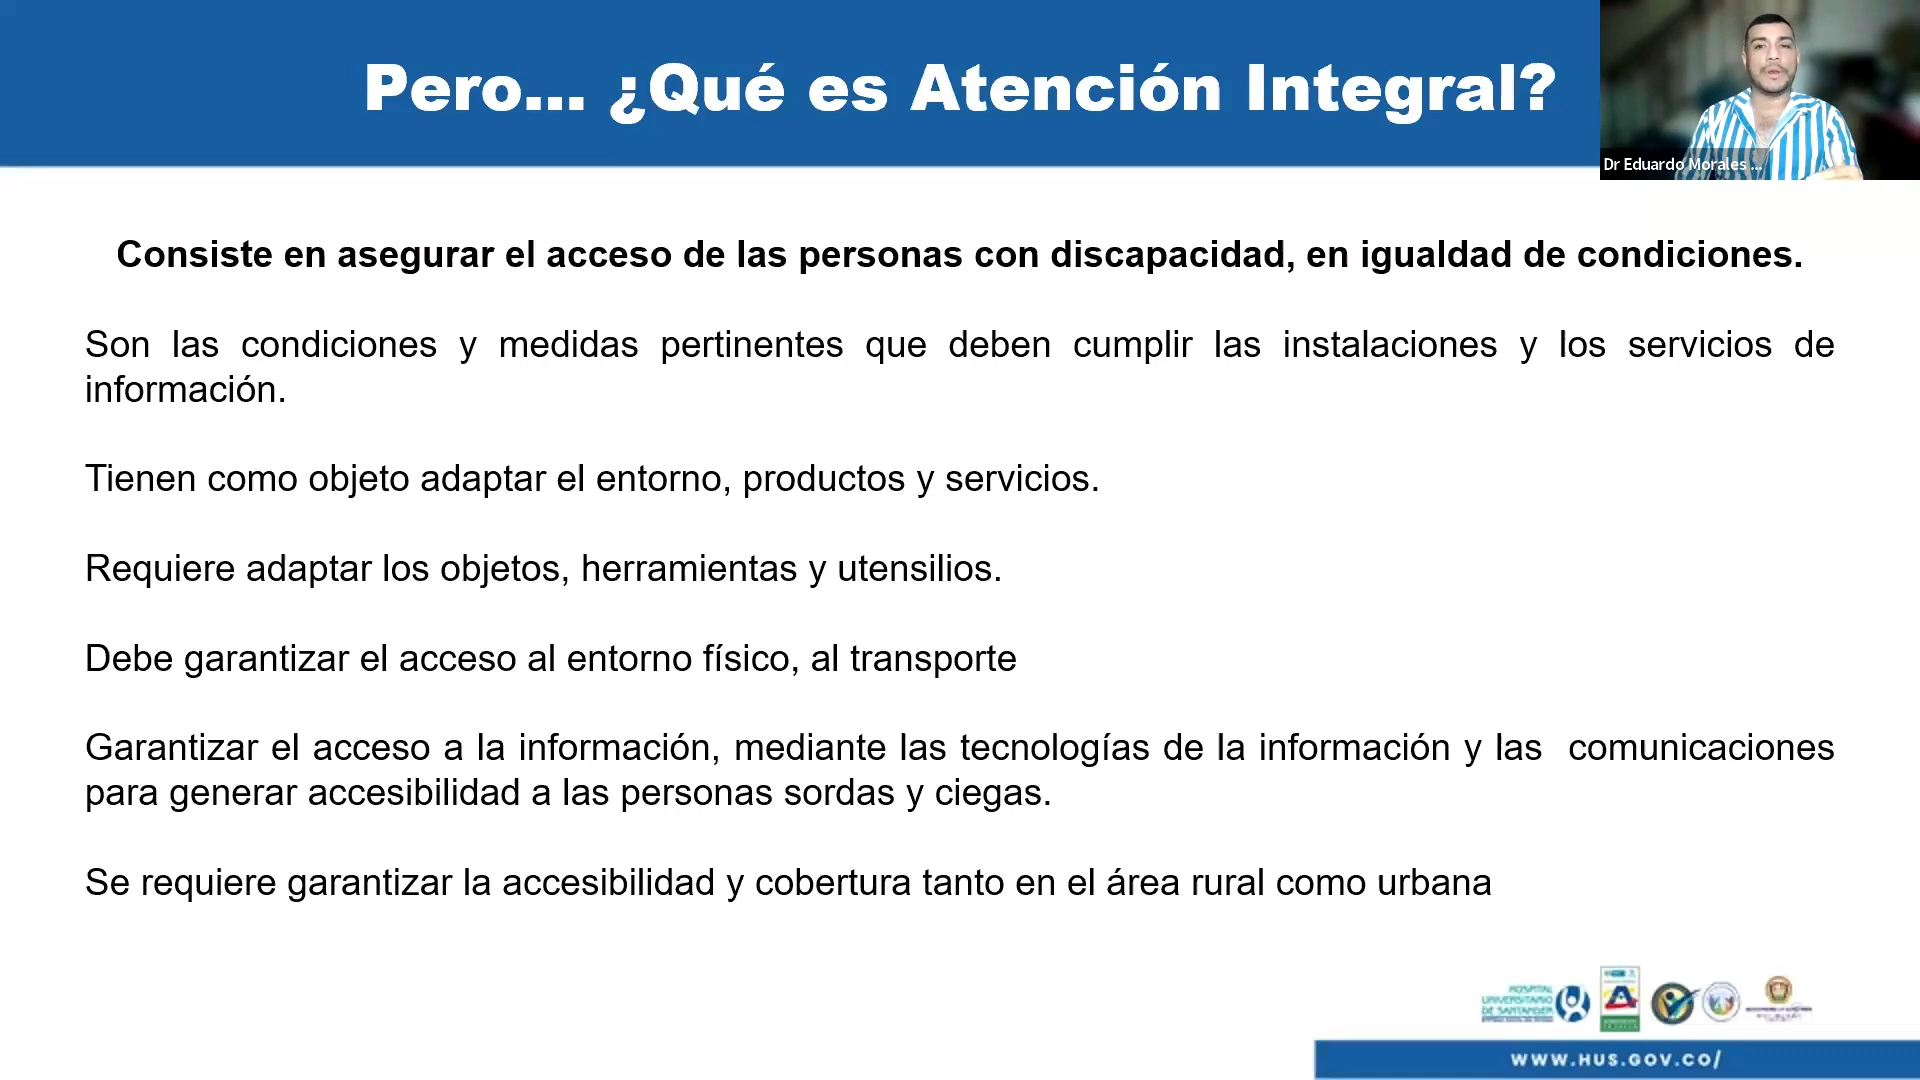 Pero... ¿Qué es Atención Integral?
Dr Eduardo Morales ...
Consiste en asegurar el acceso de las personas con discapacidad, en igualdad de condiciones.
Son las condiciones y medidas pertinentes que deben cumplir las instalaciones y los servicios de
información.
Tienen como objeto adaptar el entorno, productos y servicios.
Requiere adaptar los objetos, herramientas y utensilios.
Debe garantizar el acceso al entorno físico, al transporte
Garantizar el acceso a la información, mediante las tecnologías de la información y las comunicaciones
para generar accesibilidad a las personas sordas y ciegas.
Se requiere garantizar la accesibilidad y cobertura tanto en el área rural como urbana
HOSPITAL
UNIVERSITARIO
DE SANTANDER
WWW.HUS.GOV.CO/